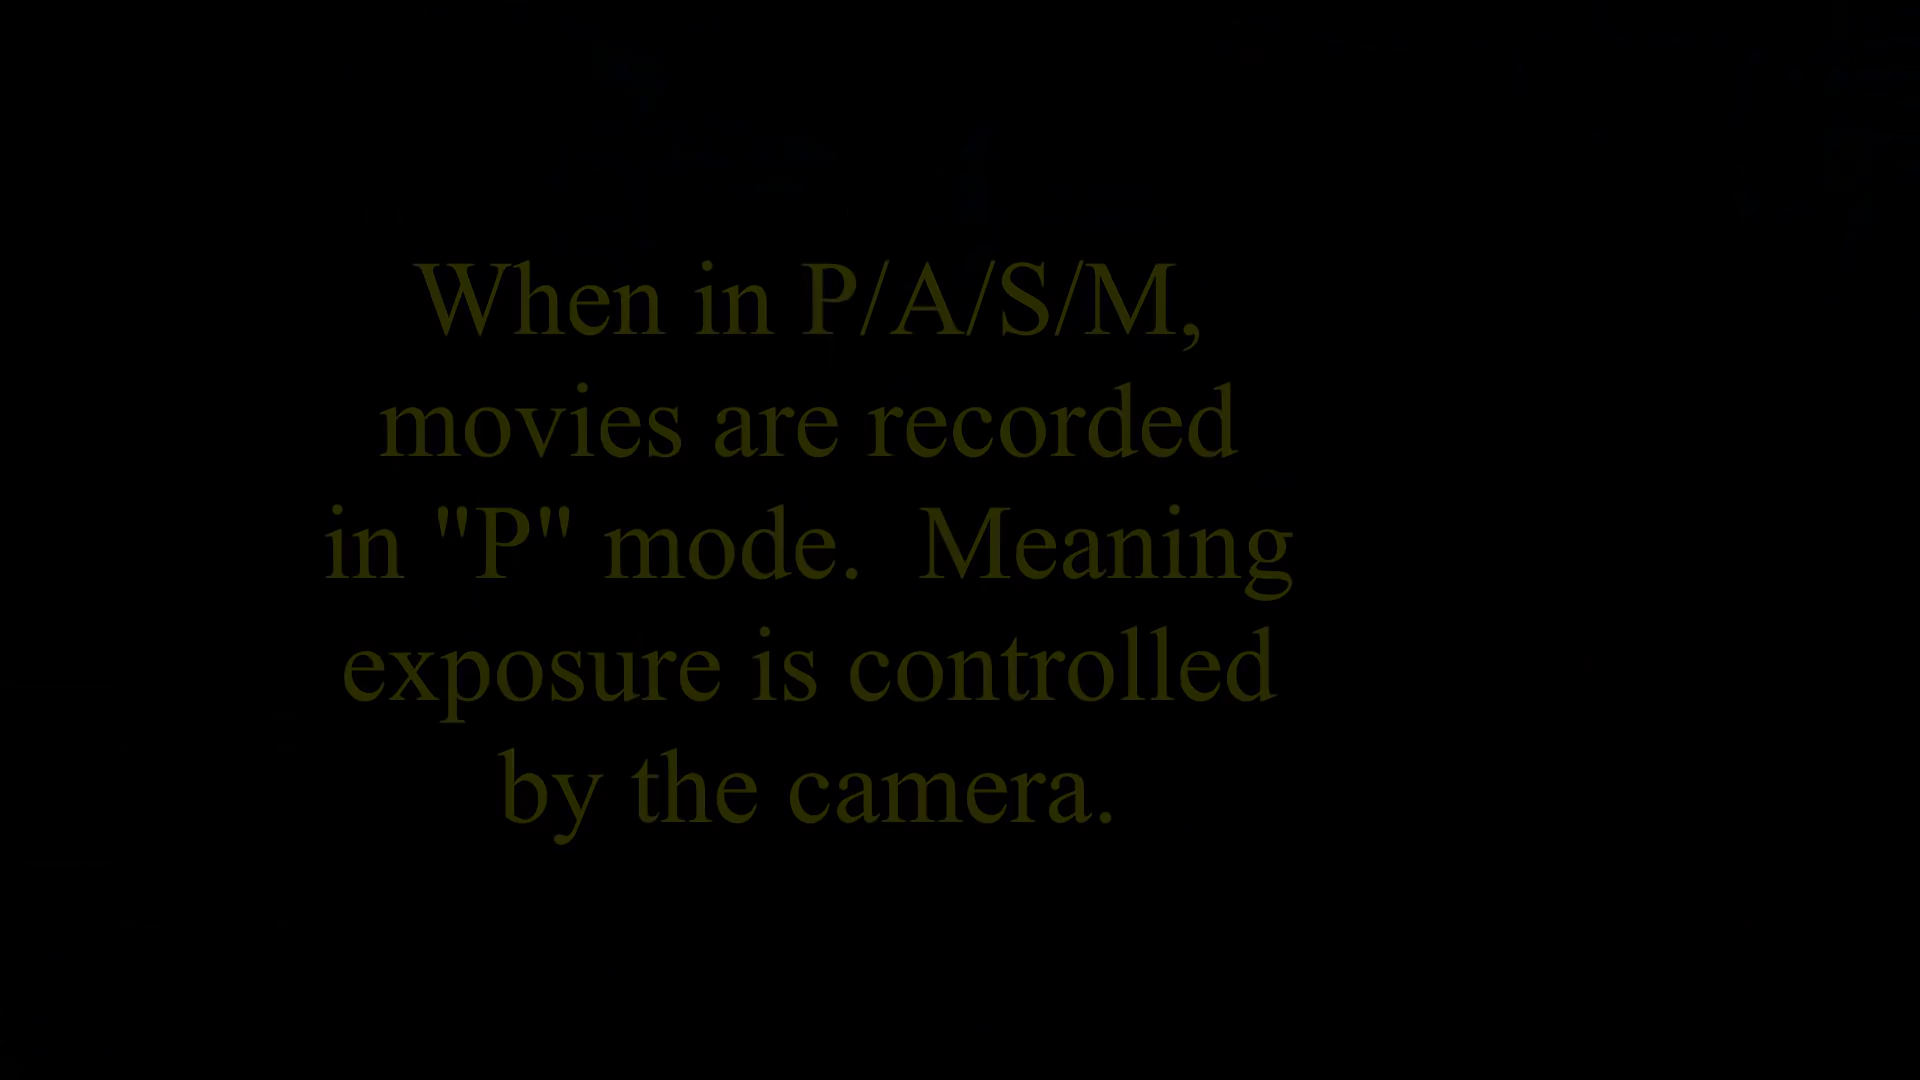 When in P/A/S/M,
movies are recorded
in "P" mode.  Meaning
exposure is controlled
by the camera.